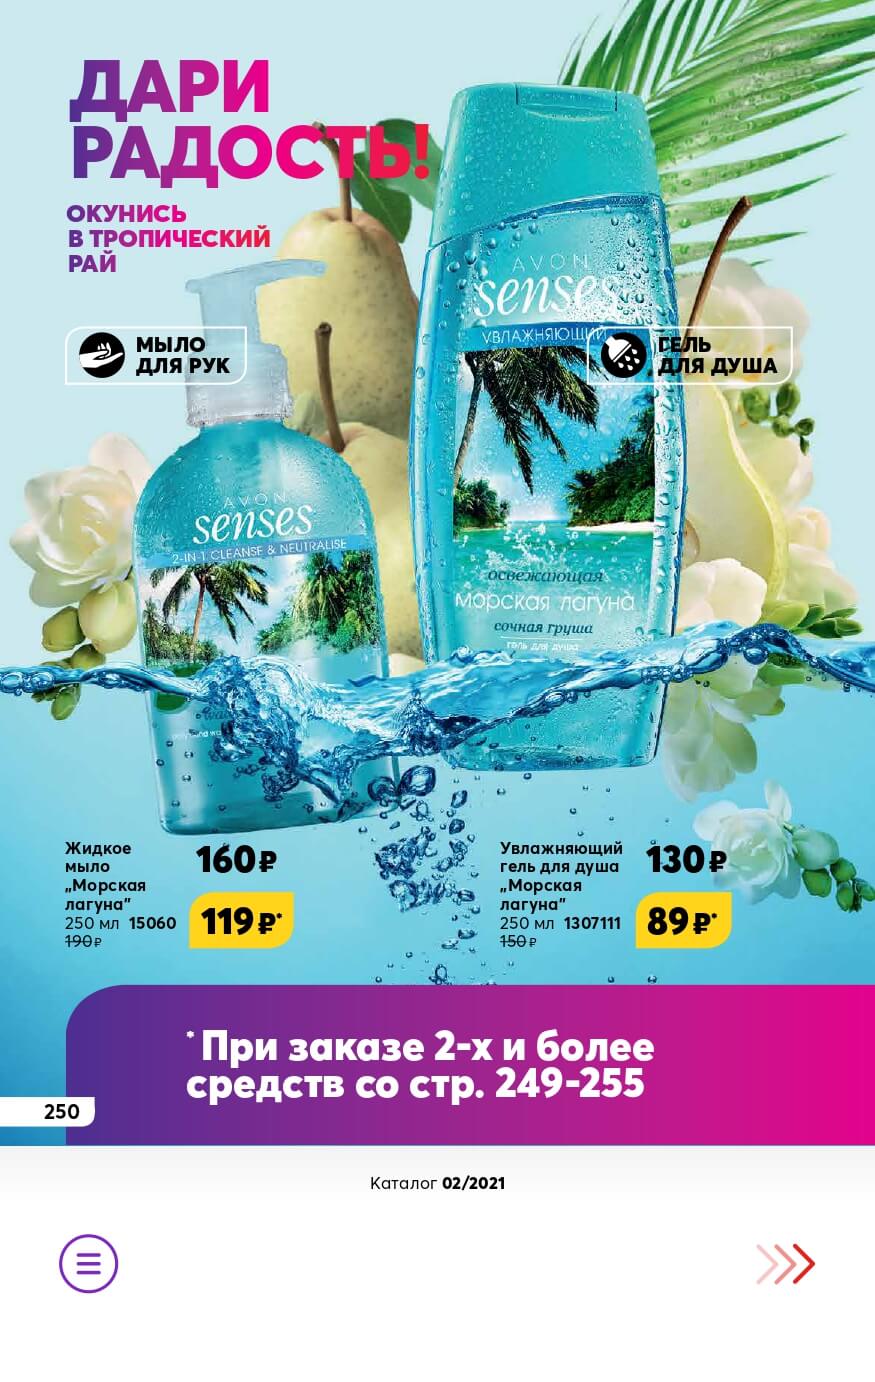 ДАРИ
РАДОСТЬ!
ОКУНИСЬ
В ТРОПИЧЕСКИЙ
РАЙ
МЫЛО
ДЛЯ РУК
ГЕЛЬ
ДЛЯ ДУША
AVON
senses
УВЛАЖНЯЮЩИЙ
освежающая
морская лагуна
сочная груша
гель для душа
AVON
senses
2-IN-1 CLEANSE & NEUTRALISE
Жидкое
мыло
„Морская
лагуна”
250 мл 15060
190 ₽
160 ₽
119 ₽*
Увлажняющий
гель для душа
„Морская
лагуна”
250 мл 1307111
150 ₽
130 ₽
89 ₽*
* При заказе 2-х и более
средств со стр. 249-255
250
Каталог 02/2021